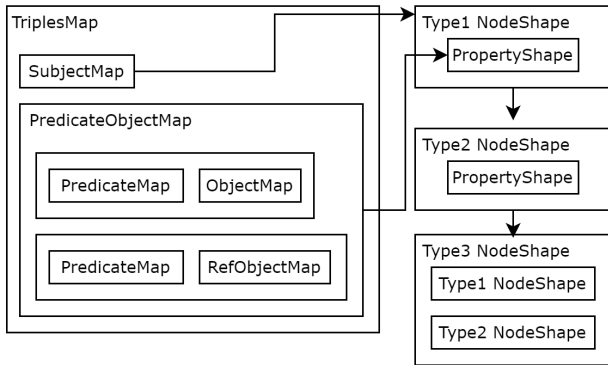 TriplesMap
SubjectMap
PredicateObjectMap
PredicateMap
ObjectMap
PredicateMap
RefObjectMap
Type1 NodeShape
PropertyShape
Type2 NodeShape
PropertyShape
Type3 NodeShape
Type1 NodeShape
Type2 NodeShape